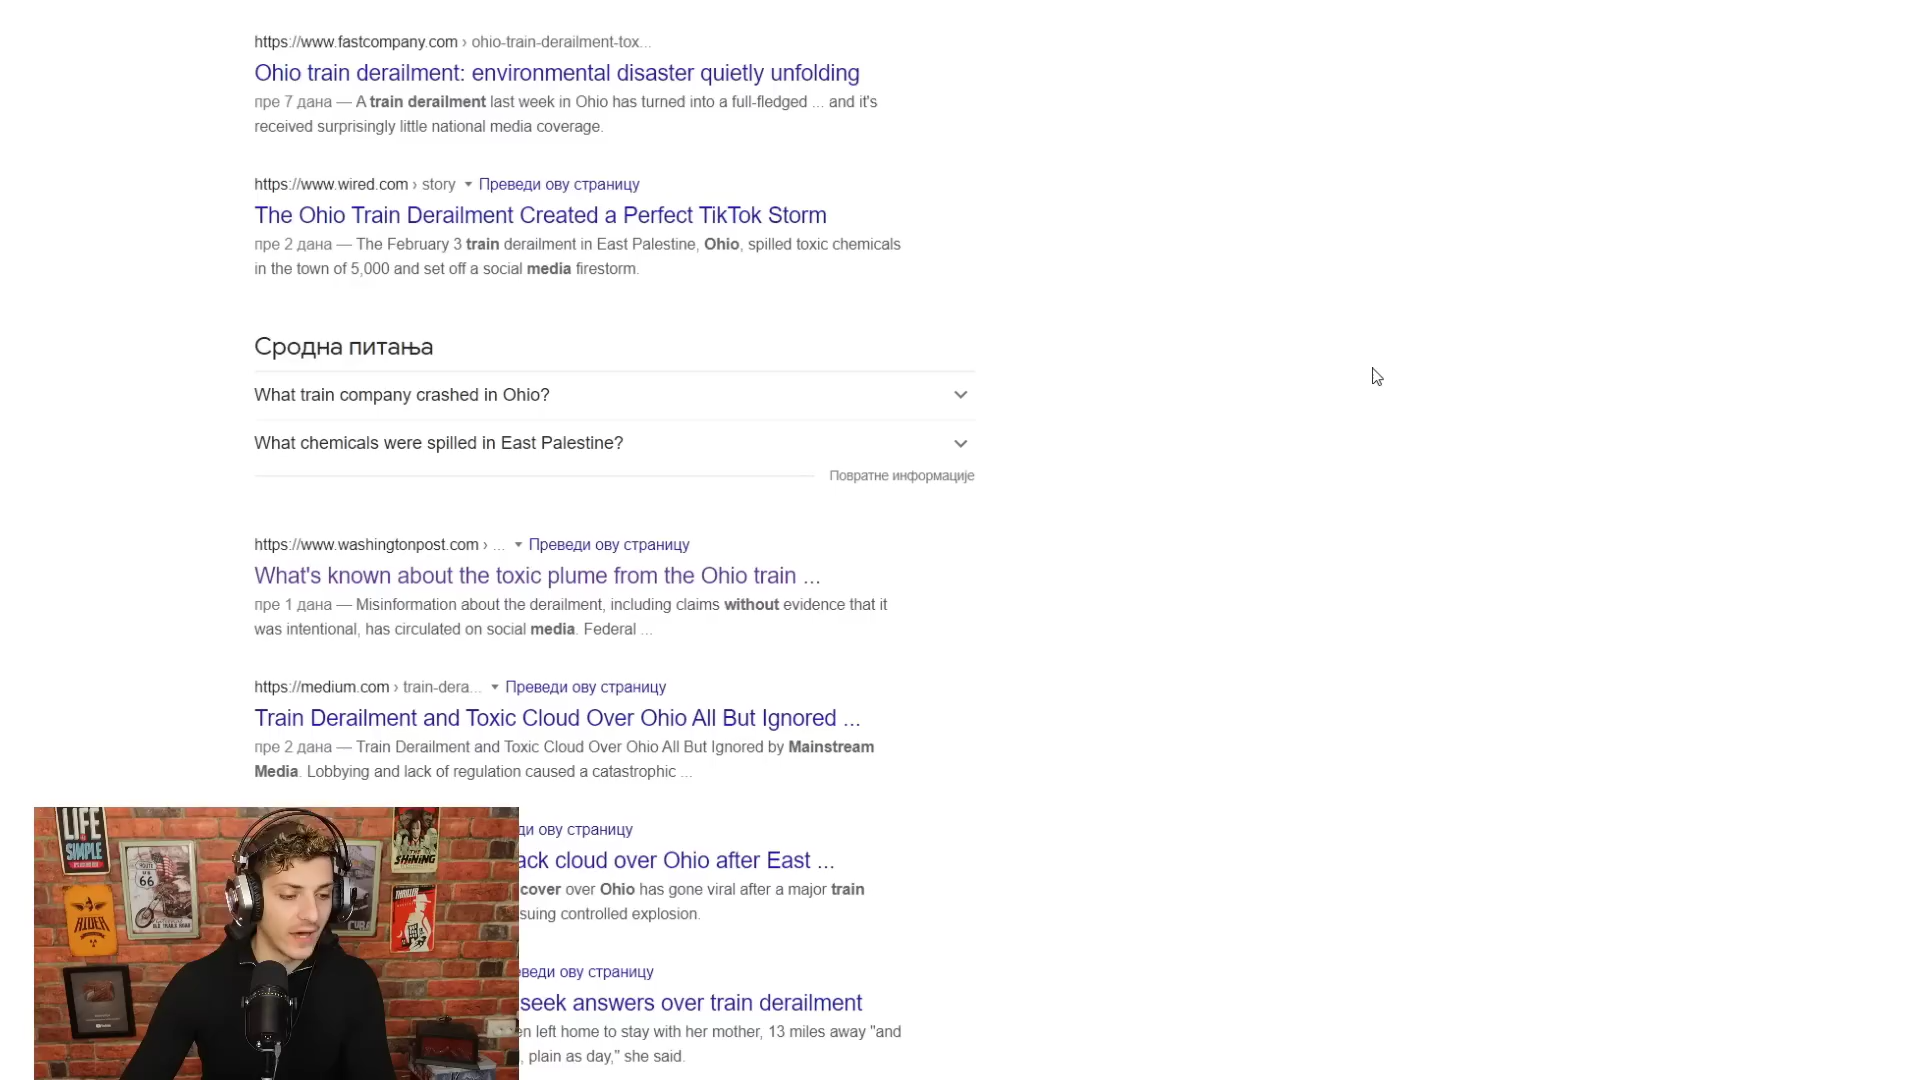 https://www.fastcompany.com › ohio-train-derailment-tox...
Ohio train derailment: environmental disaster quietly unfolding
пре 7 дана — A train derailment last week in Ohio has turned into a full-fledged ... and it's
received surprisingly little national media coverage.
https://www.wired.com › story Преведи ову страницу
The Ohio Train Derailment Created a Perfect TikTok Storm
пре 2 дана — The February 3 train derailment in East Palestine, Ohio, spilled toxic chemicals
in the town of 5,000 and set off a social media firestorm.
Сродна питања
What train company crashed in Ohio?
What chemicals were spilled in East Palestine?
Повратне информације
https://www.washingtonpost.com › ... Преведи ову страницу
What's known about the toxic plume from the Ohio train ...
пре 1 дана — Misinformation about the derailment, including claims without evidence that it
was intentional, has circulated on social media. Federal ...
https://medium.com › train-dera... Преведи ову страницу
Train Derailment and Toxic Cloud Over Ohio All But Ignored ...
пре 2 дана — Train Derailment and Toxic Cloud Over Ohio All But Ignored by Mainstream
Media. Lobbying and lack of regulation caused a catastrophic ...
ди ову страницу
ack cloud over Ohio after East ...
cover over Ohio has gone viral after a major train
suing controlled explosion.
веди ову страницу
seek answers over train derailment
en left home to stay with her mother, 13 miles away "and
, plain as day," she said.
LIFE
SIMPLE
ROUTE
66
THE
SHiNiNG
RIDER
THRILLER